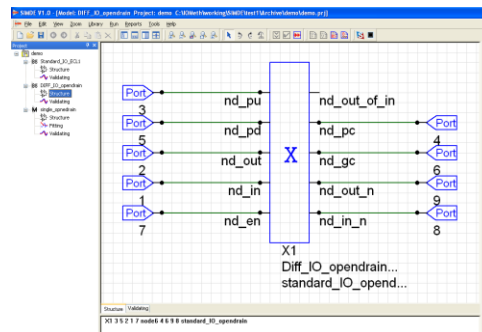 SIMDE V1.0 - [Model: DIFF_IO_opendrain Project: demo C:\IOMeth\working\SIMDE\test1\Archive\demo\demo.prj]
File Edit View Zoom Library Run Reports Tools Help
Project
demo
Standard_IO_ECL1
Structure
Validating
DIFF_IO_opendrain
Structure
Validating
single_opendrain
Structure
Fitting
Validating
Port nd_pu nd_out_of_in
3
Port nd_pd nd_pc Port
5 4
Port nd_out X nd_gc Port
2 6
Port nd_in nd_out_n Port
1 9
Port nd_en nd_in_n Port
7 8
X1
Diff_IO_opendrain...
standard_IO_opend...
Structure Validating
X1 3 5 2 1 7 node6 4 6 9 8 standard_IO_opendrain